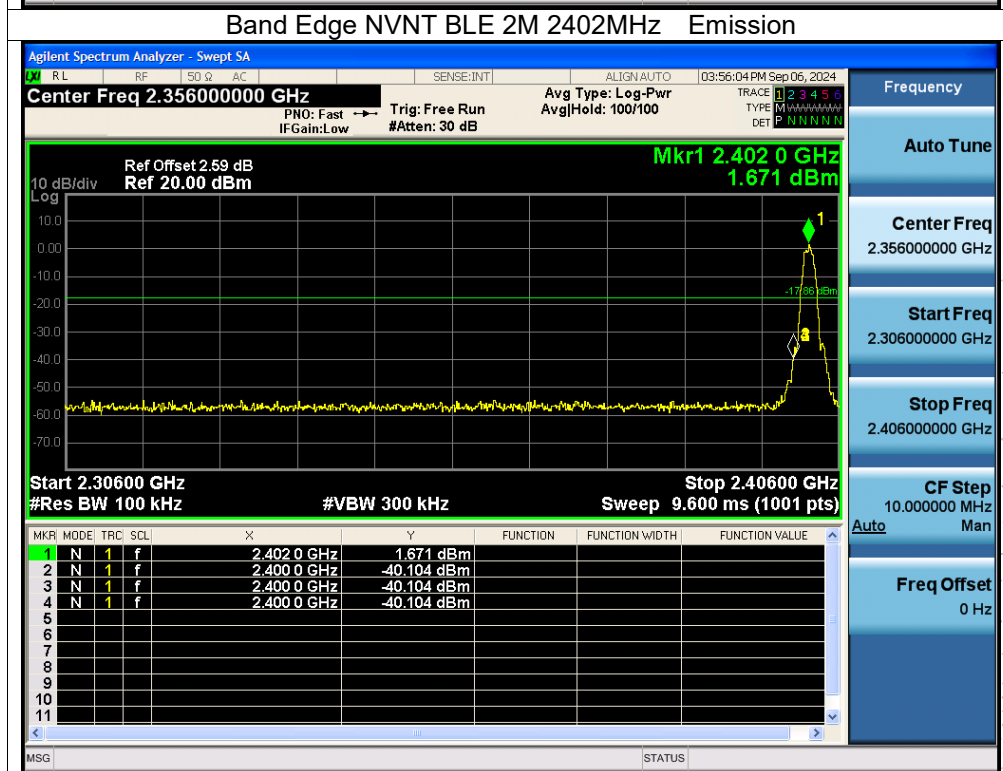 Band Edge NVNT BLE 2M 2402MHz Emission
Agilent Spectrum Analyzer - Swept SA
LXI RL RF 50 Ω AC SENSE:INT ALIGN AUTO 03:56:04 PM Sep 06, 2024
Center Freq 2.356000000 GHz
PNO: Fast
IFGain:Low
Trig: Free Run
#Atten: 30 dB
Avg Type: Log-Pwr
Avg|Hold: 100/100
TRACE 1 2 3 4 5 6
TYPE M
DET P N N N N N
Ref Offset 2.59 dB
10 dB/div Ref 20.00 dBm
Log
Mkr1 2.402 0 GHz
1.671 dBm
10.0
0.00
-10.0
-20.0
-30.0
-40.0
-50.0
-60.0
-70.0
1
-17.86 dBm
Start 2.30600 GHz Stop 2.40600 GHz
#Res BW 100 kHz #VBW 300 kHz Sweep 9.600 ms (1001 pts)
MKR MODE TRC SCL X Y FUNCTION FUNCTION WIDTH FUNCTION VALUE
1 N 1 f 2.402 0 GHz 1.671 dBm
2 N 1 f 2.400 0 GHz -40.104 dBm
3 N 1 f 2.400 0 GHz -40.104 dBm
4 N 1 f 2.400 0 GHz -40.104 dBm
5
6
7
8
9
10
11
MSG STATUS
Frequency
Auto Tune
Center Freq
2.356000000 GHz
Start Freq
2.306000000 GHz
Stop Freq
2.406000000 GHz
CF Step
10.000000 MHz
Auto Man
Freq Offset
0 Hz